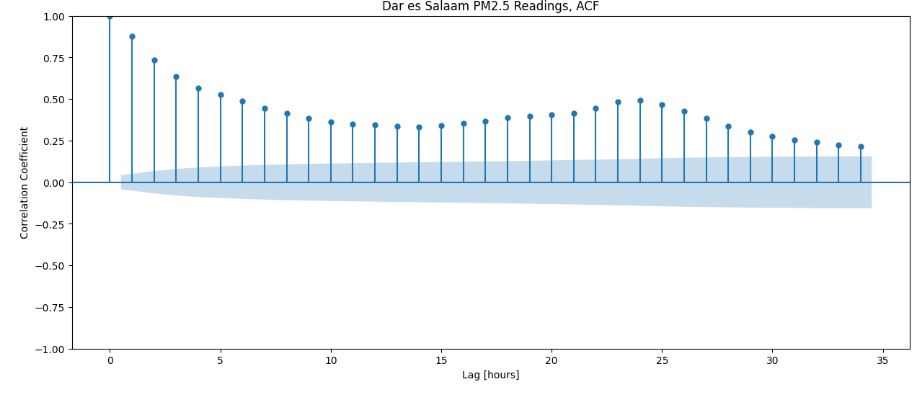 Dar es Salaam PM2.5 Readings, ACF
1.00
0.75
0.50
0.25
0.00
−0.25
−0.50
−0.75
−1.00
Correlation Coefficient
0 5 10 15 20 25 30 35
Lag [hours]